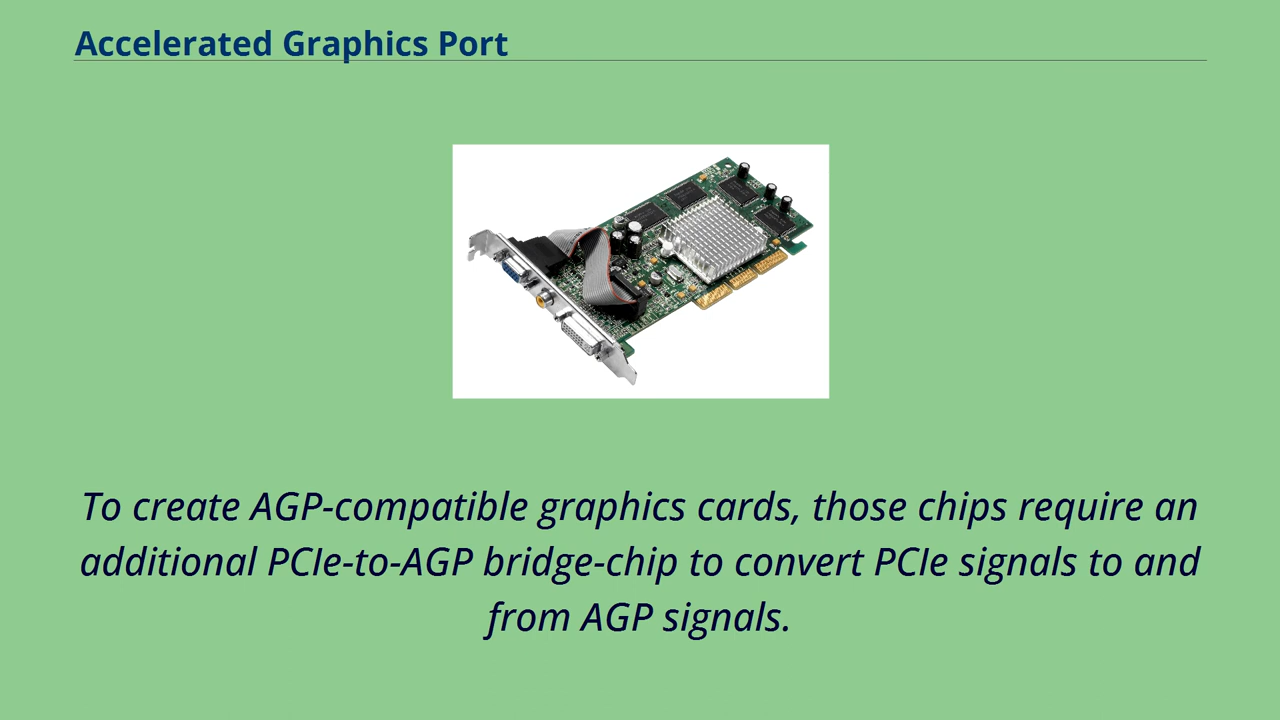 Accelerated Graphics Port
To create AGP-compatible graphics cards, those chips require an
additional PCIe-to-AGP bridge-chip to convert PCIe signals to and
from AGP signals.